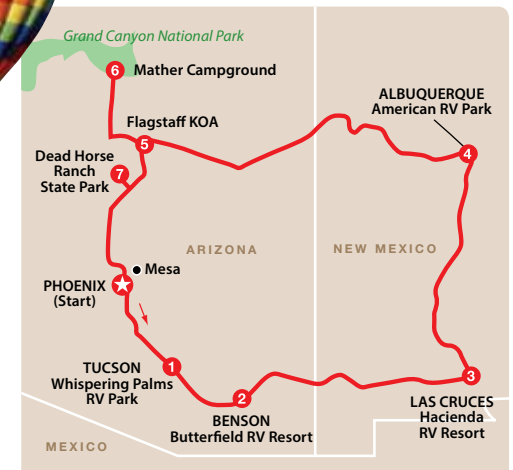 Grand Canyon National Park
6 Mather Campground
ALBUQUERQUE
American RV Park
Flagstaff KOA
5
4
Dead Horse
Ranch
State Park
7
ARIZONA
NEW MEXICO
Mesa
PHOENIX
(Start)
TUCSON
Whispering Palms
RV Park
1
2
BENSON
Butterfield RV Resort
3
LAS CRUCES
Hacienda
RV Resort
MEXICO